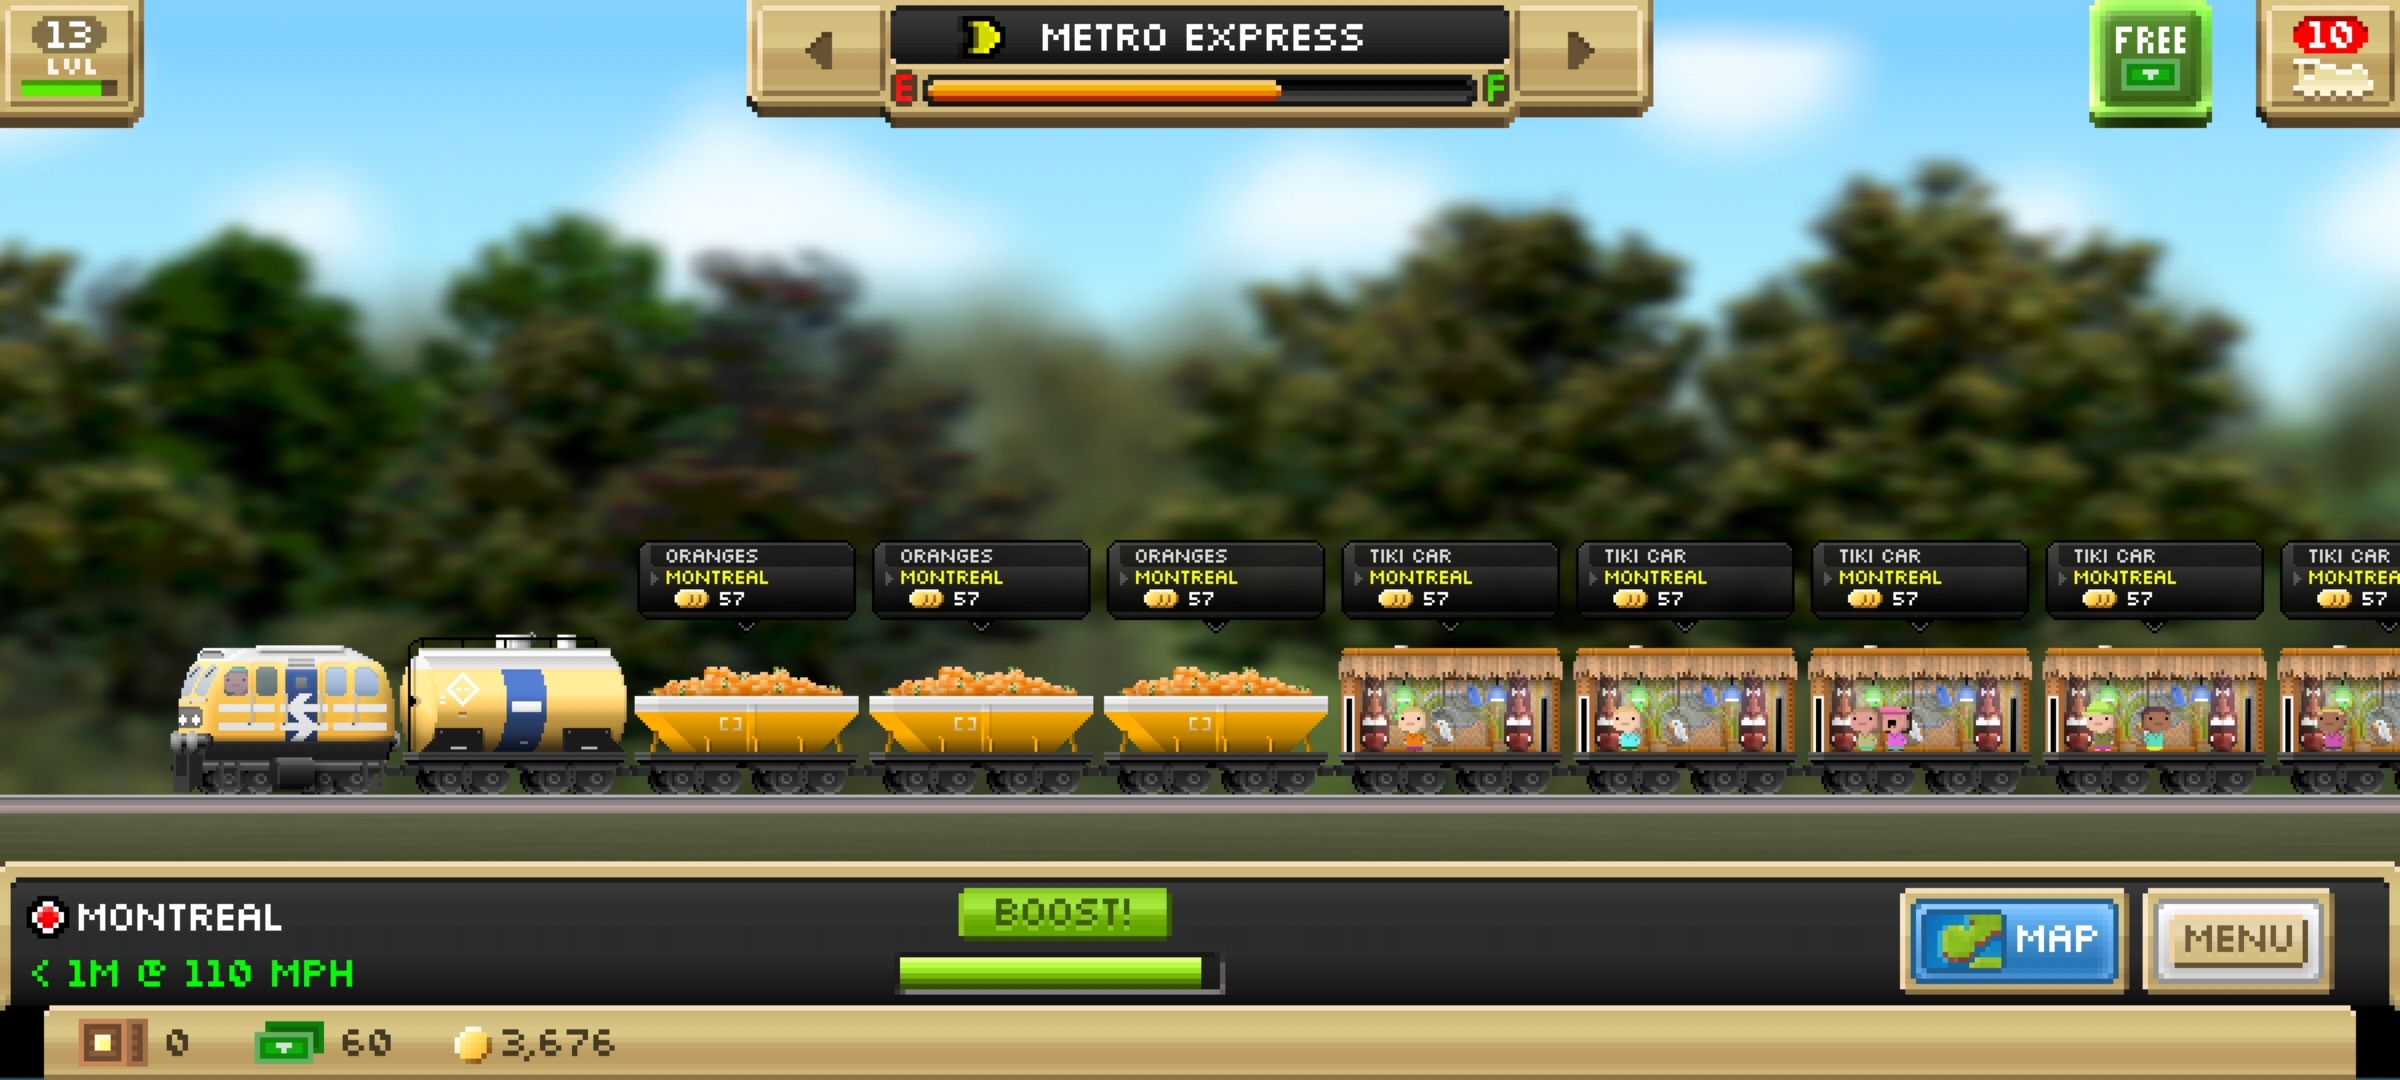 13
LVL
METRO EXPRESS
E F
FREE
10
ORANGES
MONTREAL
57
ORANGES
MONTREAL
57
ORANGES
MONTREAL
57
TIKI CAR
MONTREAL
57
TIKI CAR
MONTREAL
57
TIKI CAR
MONTREAL
57
TIKI CAR
MONTREAL
57
TIKI CAR
MONTREA
57
MONTREAL
< 1M @ 110 MPH
BOOST!
MAP
MENU
0
60
3,676